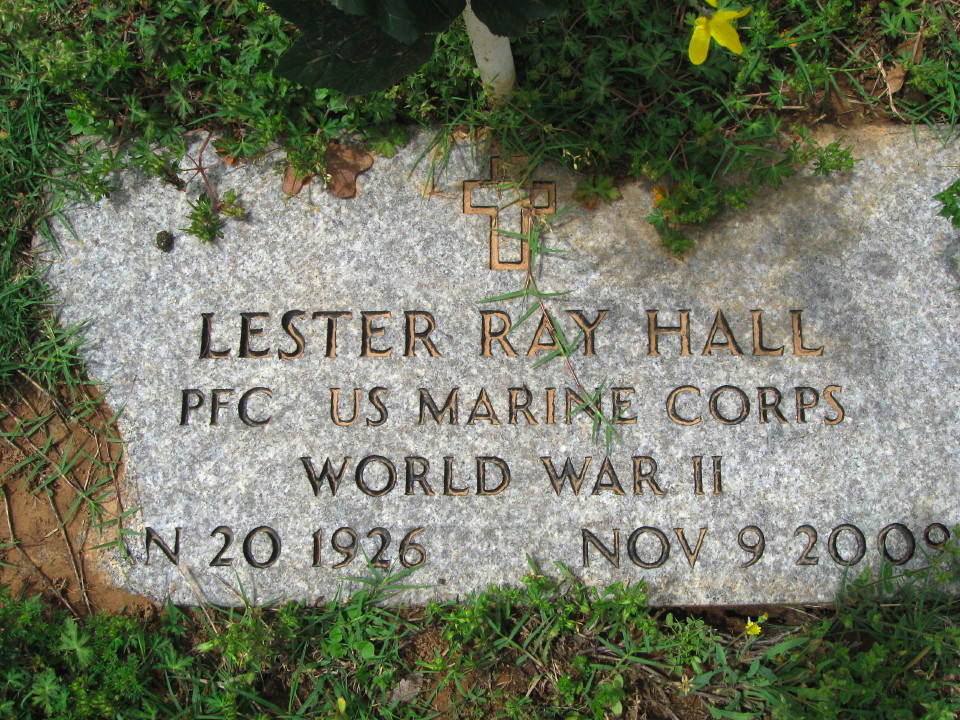 LESTER RAY HALL
PFC US MARINE CORPS
WORLD WAR II
20 1926 NOV 9 2009